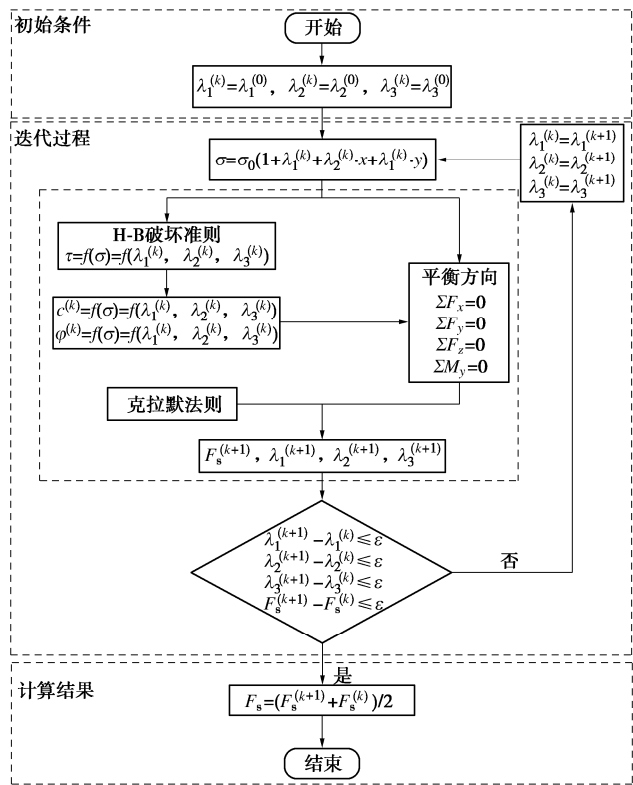 初始条件
开始
λ₁⁽ᵏ⁾=λ₁⁽⁰⁾，λ₂⁽ᵏ⁾=λ₂⁽⁰⁾，λ₃⁽ᵏ⁾=λ₃⁽⁰⁾
迭代过程
σ=σ₀(1+λ₁⁽ᵏ⁾+λ₂⁽ᵏ⁾·x+λ₁⁽ᵏ⁾·y)
λ₁⁽ᵏ⁾=λ₁⁽ᵏ⁺¹⁾
λ₂⁽ᵏ⁾=λ₂⁽ᵏ⁺¹⁾
λ₃⁽ᵏ⁾=λ₃⁽ᵏ⁺¹⁾
H-B破坏准则
τ=f(σ)=f(λ₁⁽ᵏ⁾，λ₂⁽ᵏ⁾，λ₃⁽ᵏ⁾)
c⁽ᵏ⁾=f(σ)=f(λ₁⁽ᵏ⁾，λ₂⁽ᵏ⁾，λ₃⁽ᵏ⁾)
φ⁽ᵏ⁾=f(σ)=f(λ₁⁽ᵏ⁾，λ₂⁽ᵏ⁾，λ₃⁽ᵏ⁾)
平衡方向
ΣFₓ=0
ΣF_y=0
ΣF_z=0
ΣM_y=0
克拉默法则
Fₛ⁽ᵏ⁺¹⁾，λ₁⁽ᵏ⁺¹⁾，λ₂⁽ᵏ⁺¹⁾，λ₃⁽ᵏ⁺¹⁾
λ₁⁽ᵏ⁺¹⁾−λ₁⁽ᵏ⁾≤ε
λ₂⁽ᵏ⁺¹⁾−λ₂⁽ᵏ⁾≤ε
λ₃⁽ᵏ⁺¹⁾−λ₃⁽ᵏ⁾≤ε
Fₛ⁽ᵏ⁺¹⁾−Fₛ⁽ᵏ⁾≤ε
否
是
计算结果
Fₛ=(Fₛ⁽ᵏ⁺¹⁾+Fₛ⁽ᵏ⁾)/2
结束